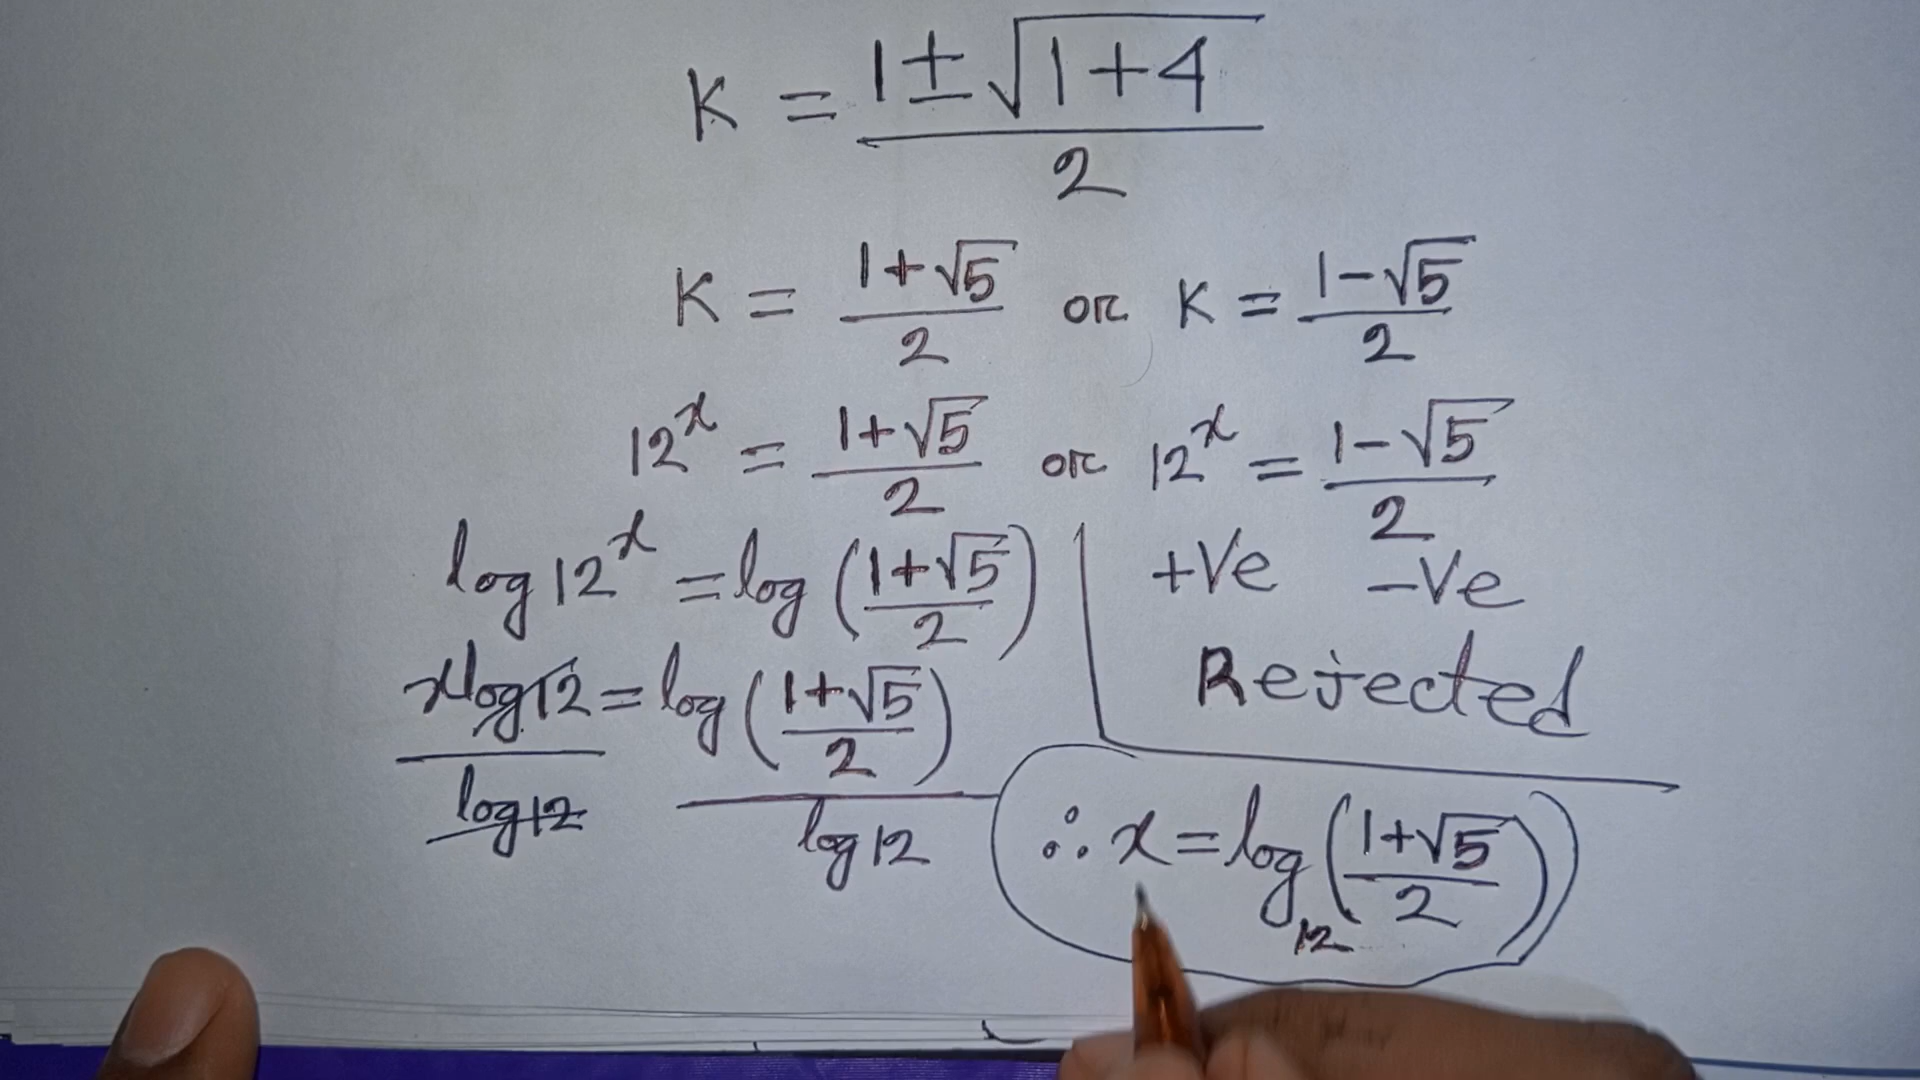 K = (1 ± √(1+4))/2
K = (1+√5)/2 or K = (1-√5)/2
12^x = (1+√5)/2 or 12^x = (1-√5)/2
+Ve -Ve
log 12^x = log ((1+√5)/2)
Rejected
(x log 12)/(log 12) = (log ((1+√5)/2))/(log 12)
∴ x = log_12 ((1+√5)/2)